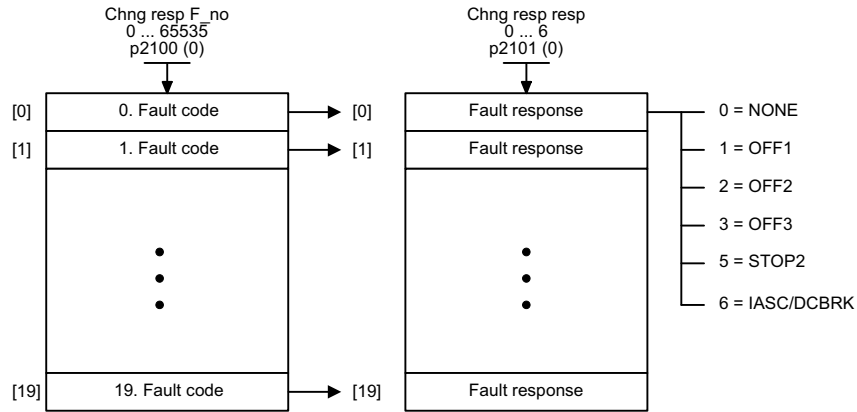 Chng resp F_no
0 ... 65535
p2100 (0)
Chng resp resp
0 ... 6
p2101 (0)
[0] 0. Fault code [0] Fault response 0 = NONE
[1] 1. Fault code [1] Fault response 1 = OFF1
2 = OFF2
3 = OFF3
5 = STOP2
6 = IASC/DCBRK
[19] 19. Fault code [19] Fault response